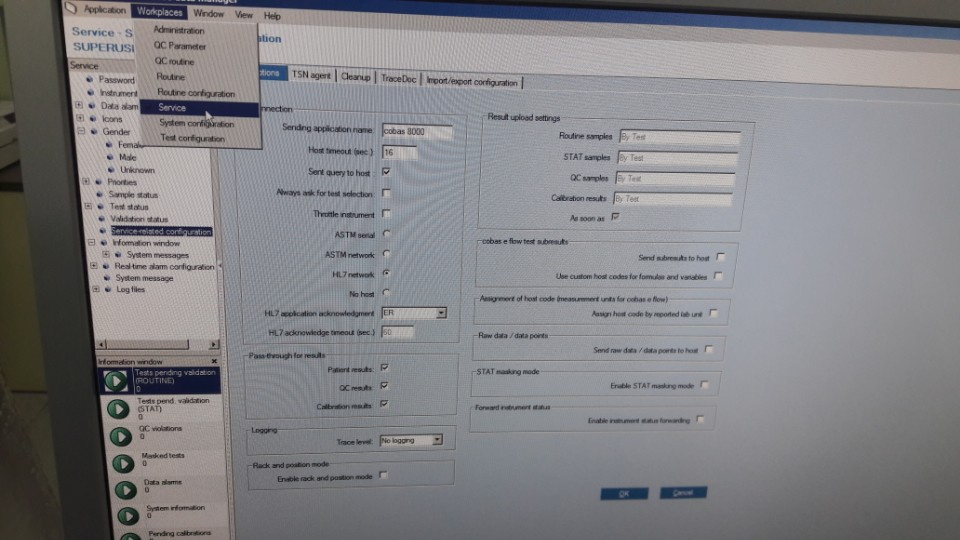 Application Workplaces Window View Help
Administration
QC Parameter
QC routine
Routine
Routine configuration
Service
System configuration
Test configuration
Service - S
SUPERUS
Service
Password
Instrument
Data alarm
Icons
Gender
Female
Male
Unknown
Priorities
Sample status
Test status
Validation status
Service-related configuration
Information window
System messages
Real-time alarm configuration
System message
Log files
Information window
Tests pending validation
(ROUTINE)
0
Tests pend. validation
(STAT)
0
QC violations
0
Masked tests
0
Data alarms
0
System information
0
Pending calibrations
TSN agent Cleanup TraceDoc Import/export configuration
Sending application name: cobas 8000
Host timeout (sec.) 16
Sent query to host
Always ask for test selection:
Throttle instrument
ASTM serial
ASTM network
HL7 network
No host
HL7 application acknowledgment ER
HL7 acknowledge timeout (sec.) 60
Pass-through for results
Patient results:
QC results:
Calibration results:
Logging
Trace level: No logging
Rack and position mode
Enable rack and position mode
Result upload settings
Routine samples By Test
STAT samples By Test
QC samples By Test
Calibration results By Test
As soon as
cobas e flow test subresults
Send subresults to host
Use custom host codes for formulas and variables
Assignment of host code (measurement units for cobas e flow)
Assign host code by reported lab unit
Raw data / data points
Send raw data / data points to host
STAT masking mode
Enable STAT masking mode
Forward instrument status
Enable instrument status forwarding
OK Cancel